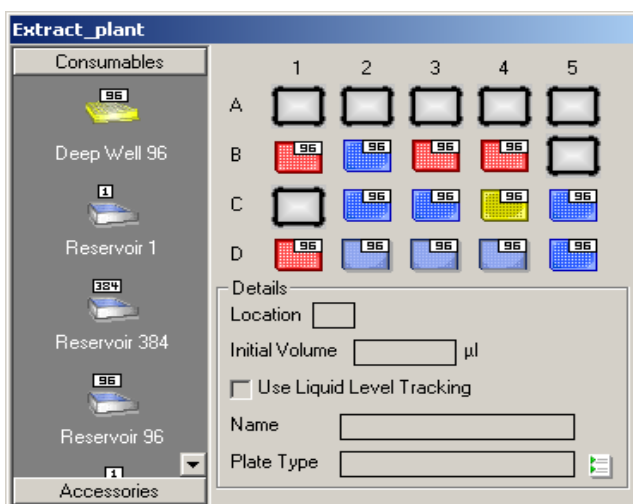 Extract_plant
Consumables
96
Deep Well 96
1
Reservoir 1
384
Reservoir 384
96
Reservoir 96
1
Accessories
1 2 3 4 5
A
B 96 96 96 96
C 96 96 96 96
D 96 96 96 96 96
Details
Location
Initial Volume µl
Use Liquid Level Tracking
Name
Plate Type